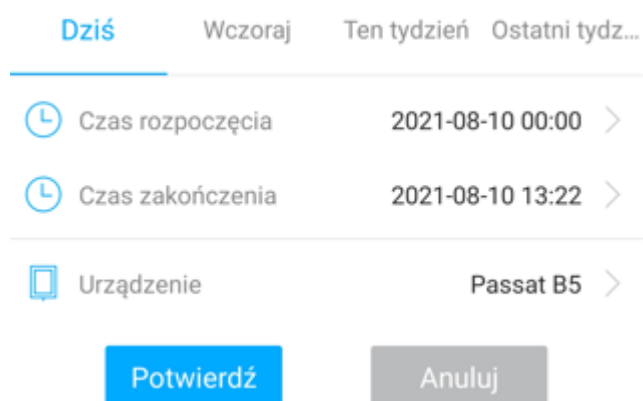 Dziś Wczoraj Ten tydzień Ostatni tydz...
Czas rozpoczęcia 2021-08-10 00:00
Czas zakończenia 2021-08-10 13:22
Urządzenie Passat B5
Potwierdź Anuluj